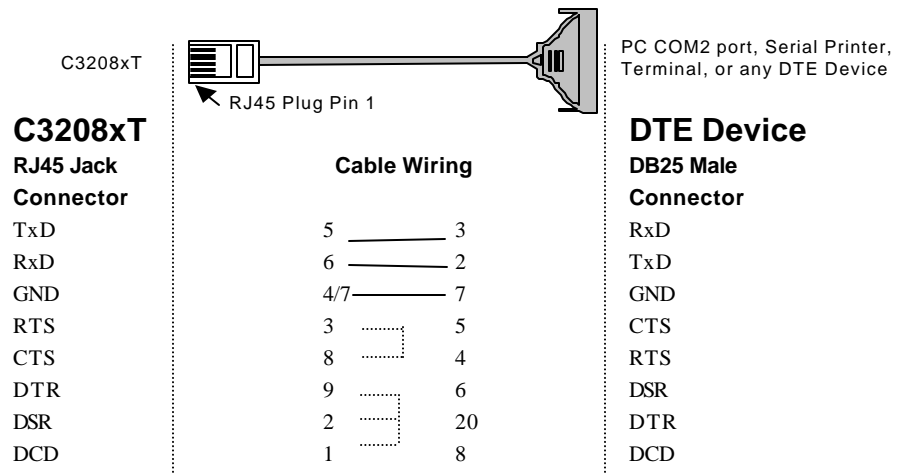 C3208xT
PC COM2 port, Serial Printer,
Terminal, or any DTE Device
RJ45 Plug Pin 1
C3208xT DTE Device
RJ45 Jack Cable Wiring DB25 Male
Connector Connector
TxD 5 3 RxD
RxD 6 2 TxD
GND 4/7 7 GND
RTS 3 5 CTS
CTS 8 4 RTS
DTR 9 6 DSR
DSR 2 20 DTR
DCD 1 8 DCD